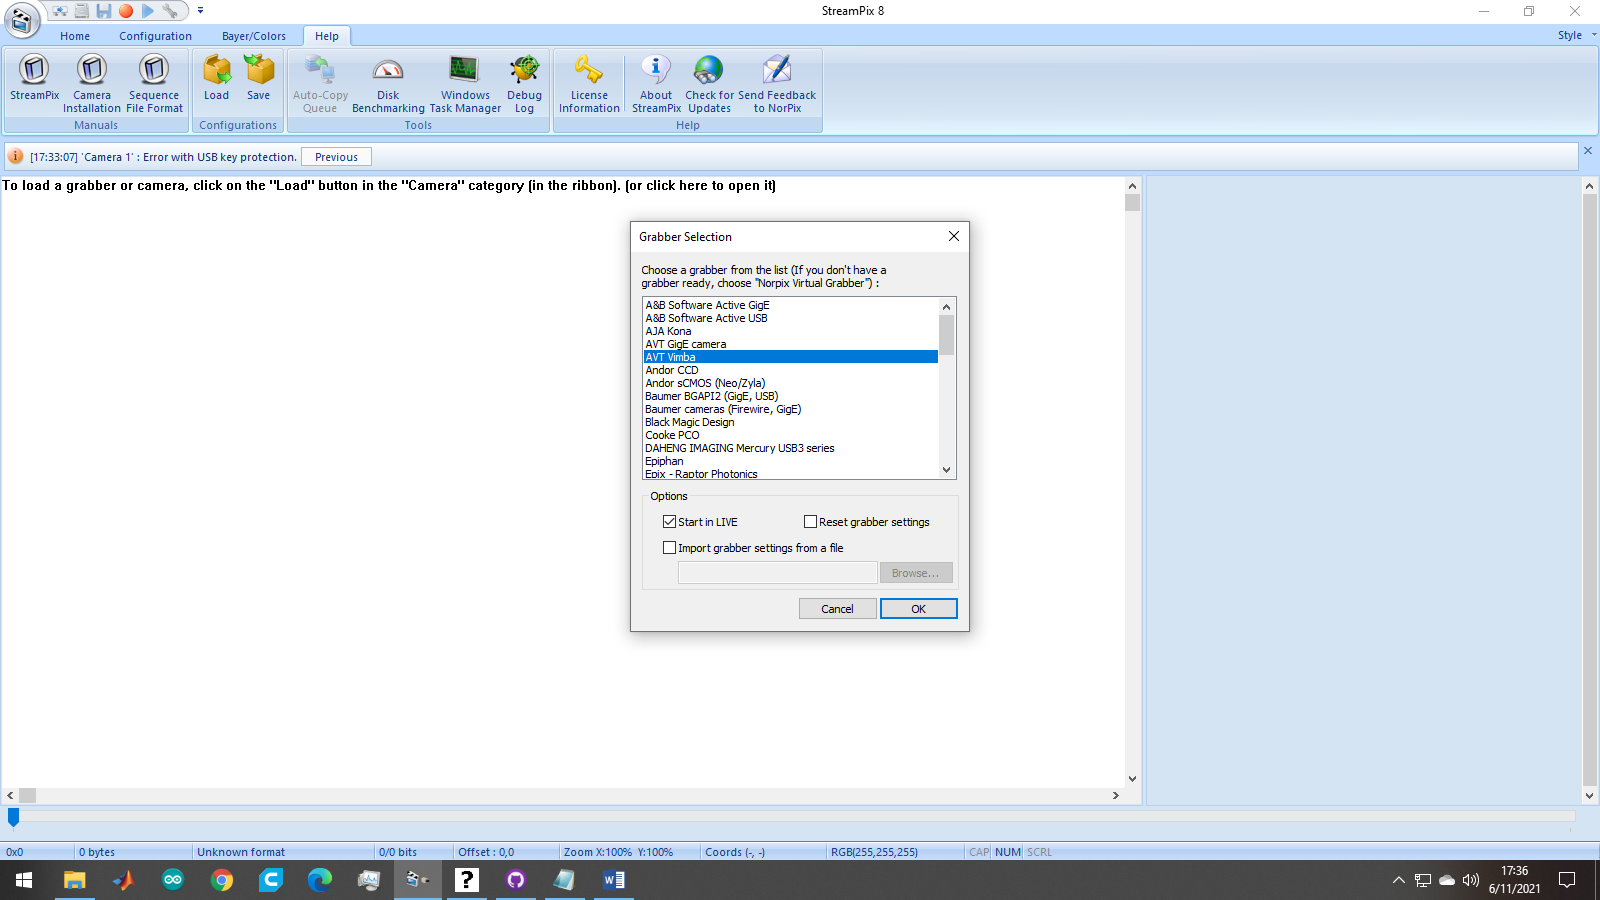 StreamPix 8
Home Configuration Bayer/Colors Help Style
StreamPix
Camera Installation
Sequence File Format
Manuals
Load
Save
Configurations
Auto-Copy Queue
Disk Benchmarking
Windows Task Manager
Debug Log
Tools
License Information
About StreamPix
Check for Updates
Send Feedback to NorPix
Help
[17:33:07] 'Camera 1' : Error with USB key protection. Previous
To load a grabber or camera, click on the "Load" button in the "Camera" category (in the ribbon). (or click here to open it)
Grabber Selection
Choose a grabber from the list (If you don't have a
grabber ready, choose "Norpix Virtual Grabber") :
A&B Software Active GigE
A&B Software Active USB
AJA Kona
AVT GigE camera
AVT Vimba
Andor CCD
Andor sCMOS (Neo/Zyla)
Baumer BGAPI2 (GigE, USB)
Baumer cameras (Firewire, GigE)
Black Magic Design
Cooke PCO
DAHENG IMAGING Mercury USB3 series
Epiphan
Epix - Raptor Photonics
Options
Start in LIVE Reset grabber settings
Import grabber settings from a file
Browse...
Cancel OK
0x0 0 bytes Unknown format 0/0 bits Offset : 0,0 Zoom X:100% Y:100% Coords (-, -) RGB(255,255,255) CAP NUM SCRL
17:36
6/11/2021